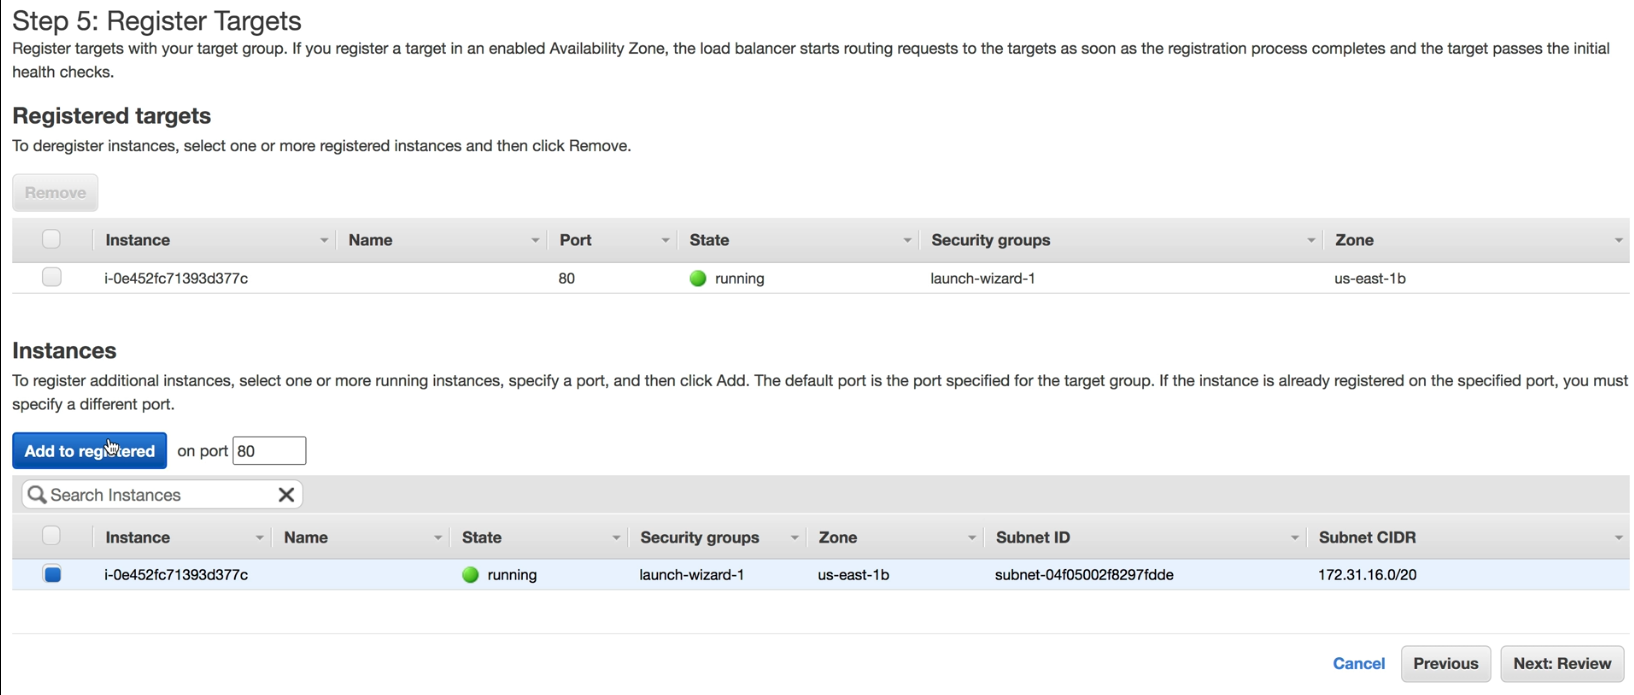 Step 5: Register Targets
Register targets with your target group. If you register a target in an enabled Availability Zone, the load balancer starts routing requests to the targets as soon as the registration process completes and the target passes the initial
health checks.
Registered targets
To deregister instances, select one or more registered instances and then click Remove.
Remove
Instance Name Port State Security groups Zone
i-0e452fc71393d377c 80 running launch-wizard-1 us-east-1b
Instances
To register additional instances, select one or more running instances, specify a port, and then click Add. The default port is the port specified for the target group. If the instance is already registered on the specified port, you must
specify a different port.
Add to registered on port 80
Search Instances
Instance Name State Security groups Zone Subnet ID Subnet CIDR
i-0e452fc71393d377c running launch-wizard-1 us-east-1b subnet-04f05002f8297fdde 172.31.16.0/20
Cancel Previous Next: Review